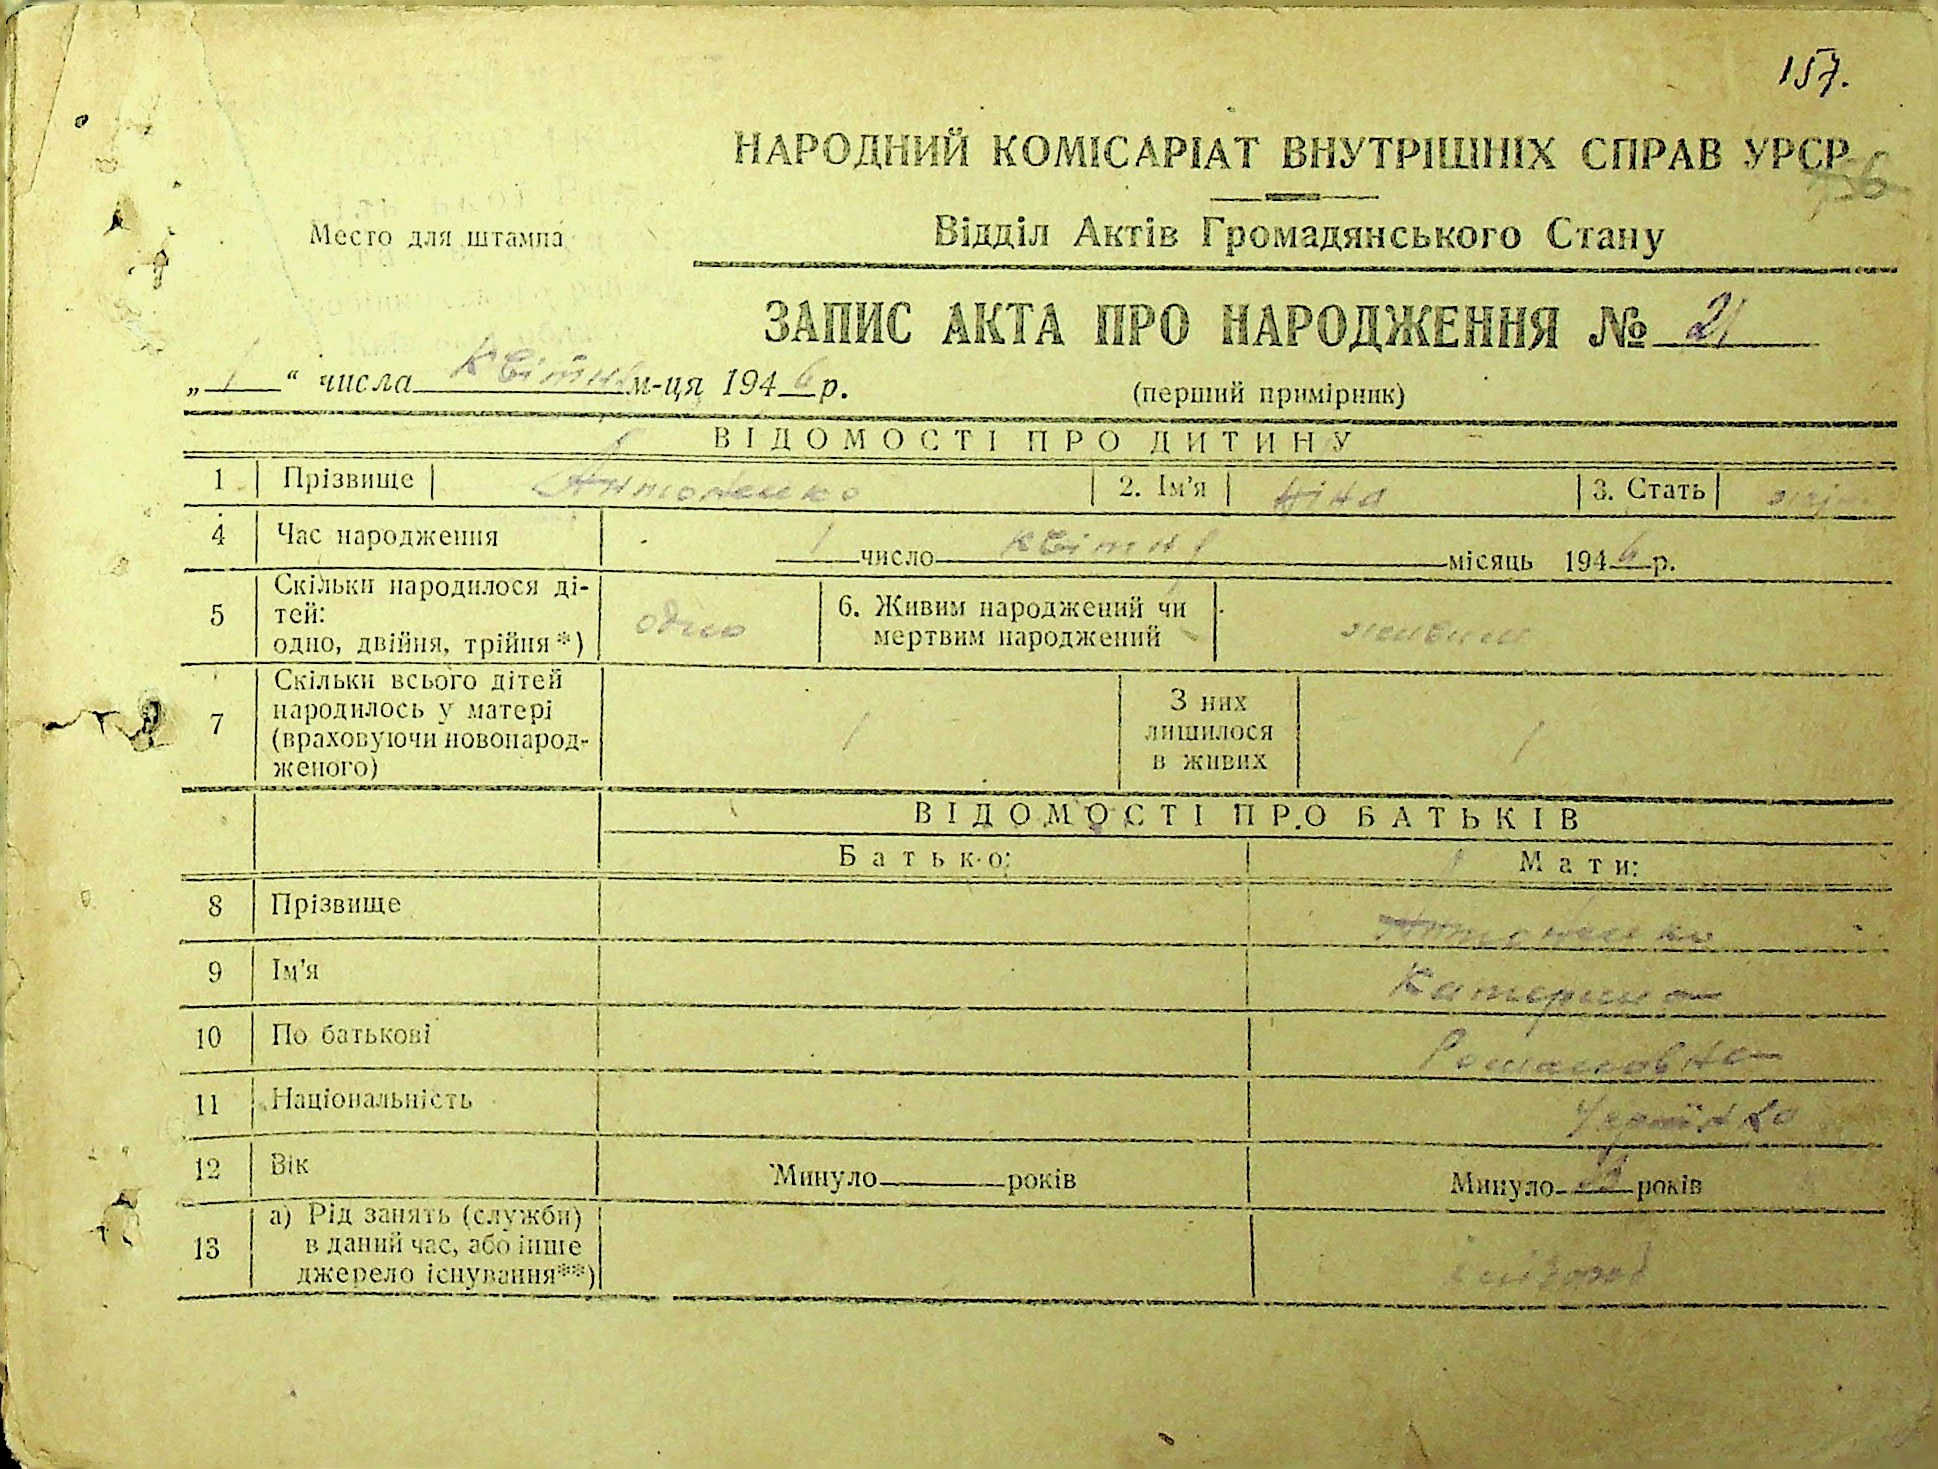 157.
НАРОДНИЙ КОМІСАРІАТ ВНУТРІШНІХ СПРАВ УРСР
Место для штампа
Відділ Актів Громадянського Стану
ЗАПИС АКТА ПРО НАРОДЖЕННЯ № 21
„ 1 “ числа квітня м-ця 1946 р.
(перший примірник)
ВІДОМОСТІ ПРО ДИТИНУ
1 Прізвище Антоненко 2. Ім'я Ніна 3. Стать
4 Час народження 1 число квітня місяць 1946 р.
5 Скільки народилося ді-
тей:
одно, двійня, трійня*) одно
6. Живим народжений чи
мертвим народжений живим
7 Скільки всього дітей
народилось у матері
(враховуючи новонарод-
женого) 1
З них
лишилося
в живих 1
ВІДОМОСТІ ПРО БАТЬКІВ
Батько: Мати:
8 Прізвище Антоненко
9 Ім'я Катерина
10 По батькові Романовна
11 Національність Українка
12 Вік Минуло років Минуло років
13 а) Рід занять (служби)
в даний час, або інше
джерело існування**)